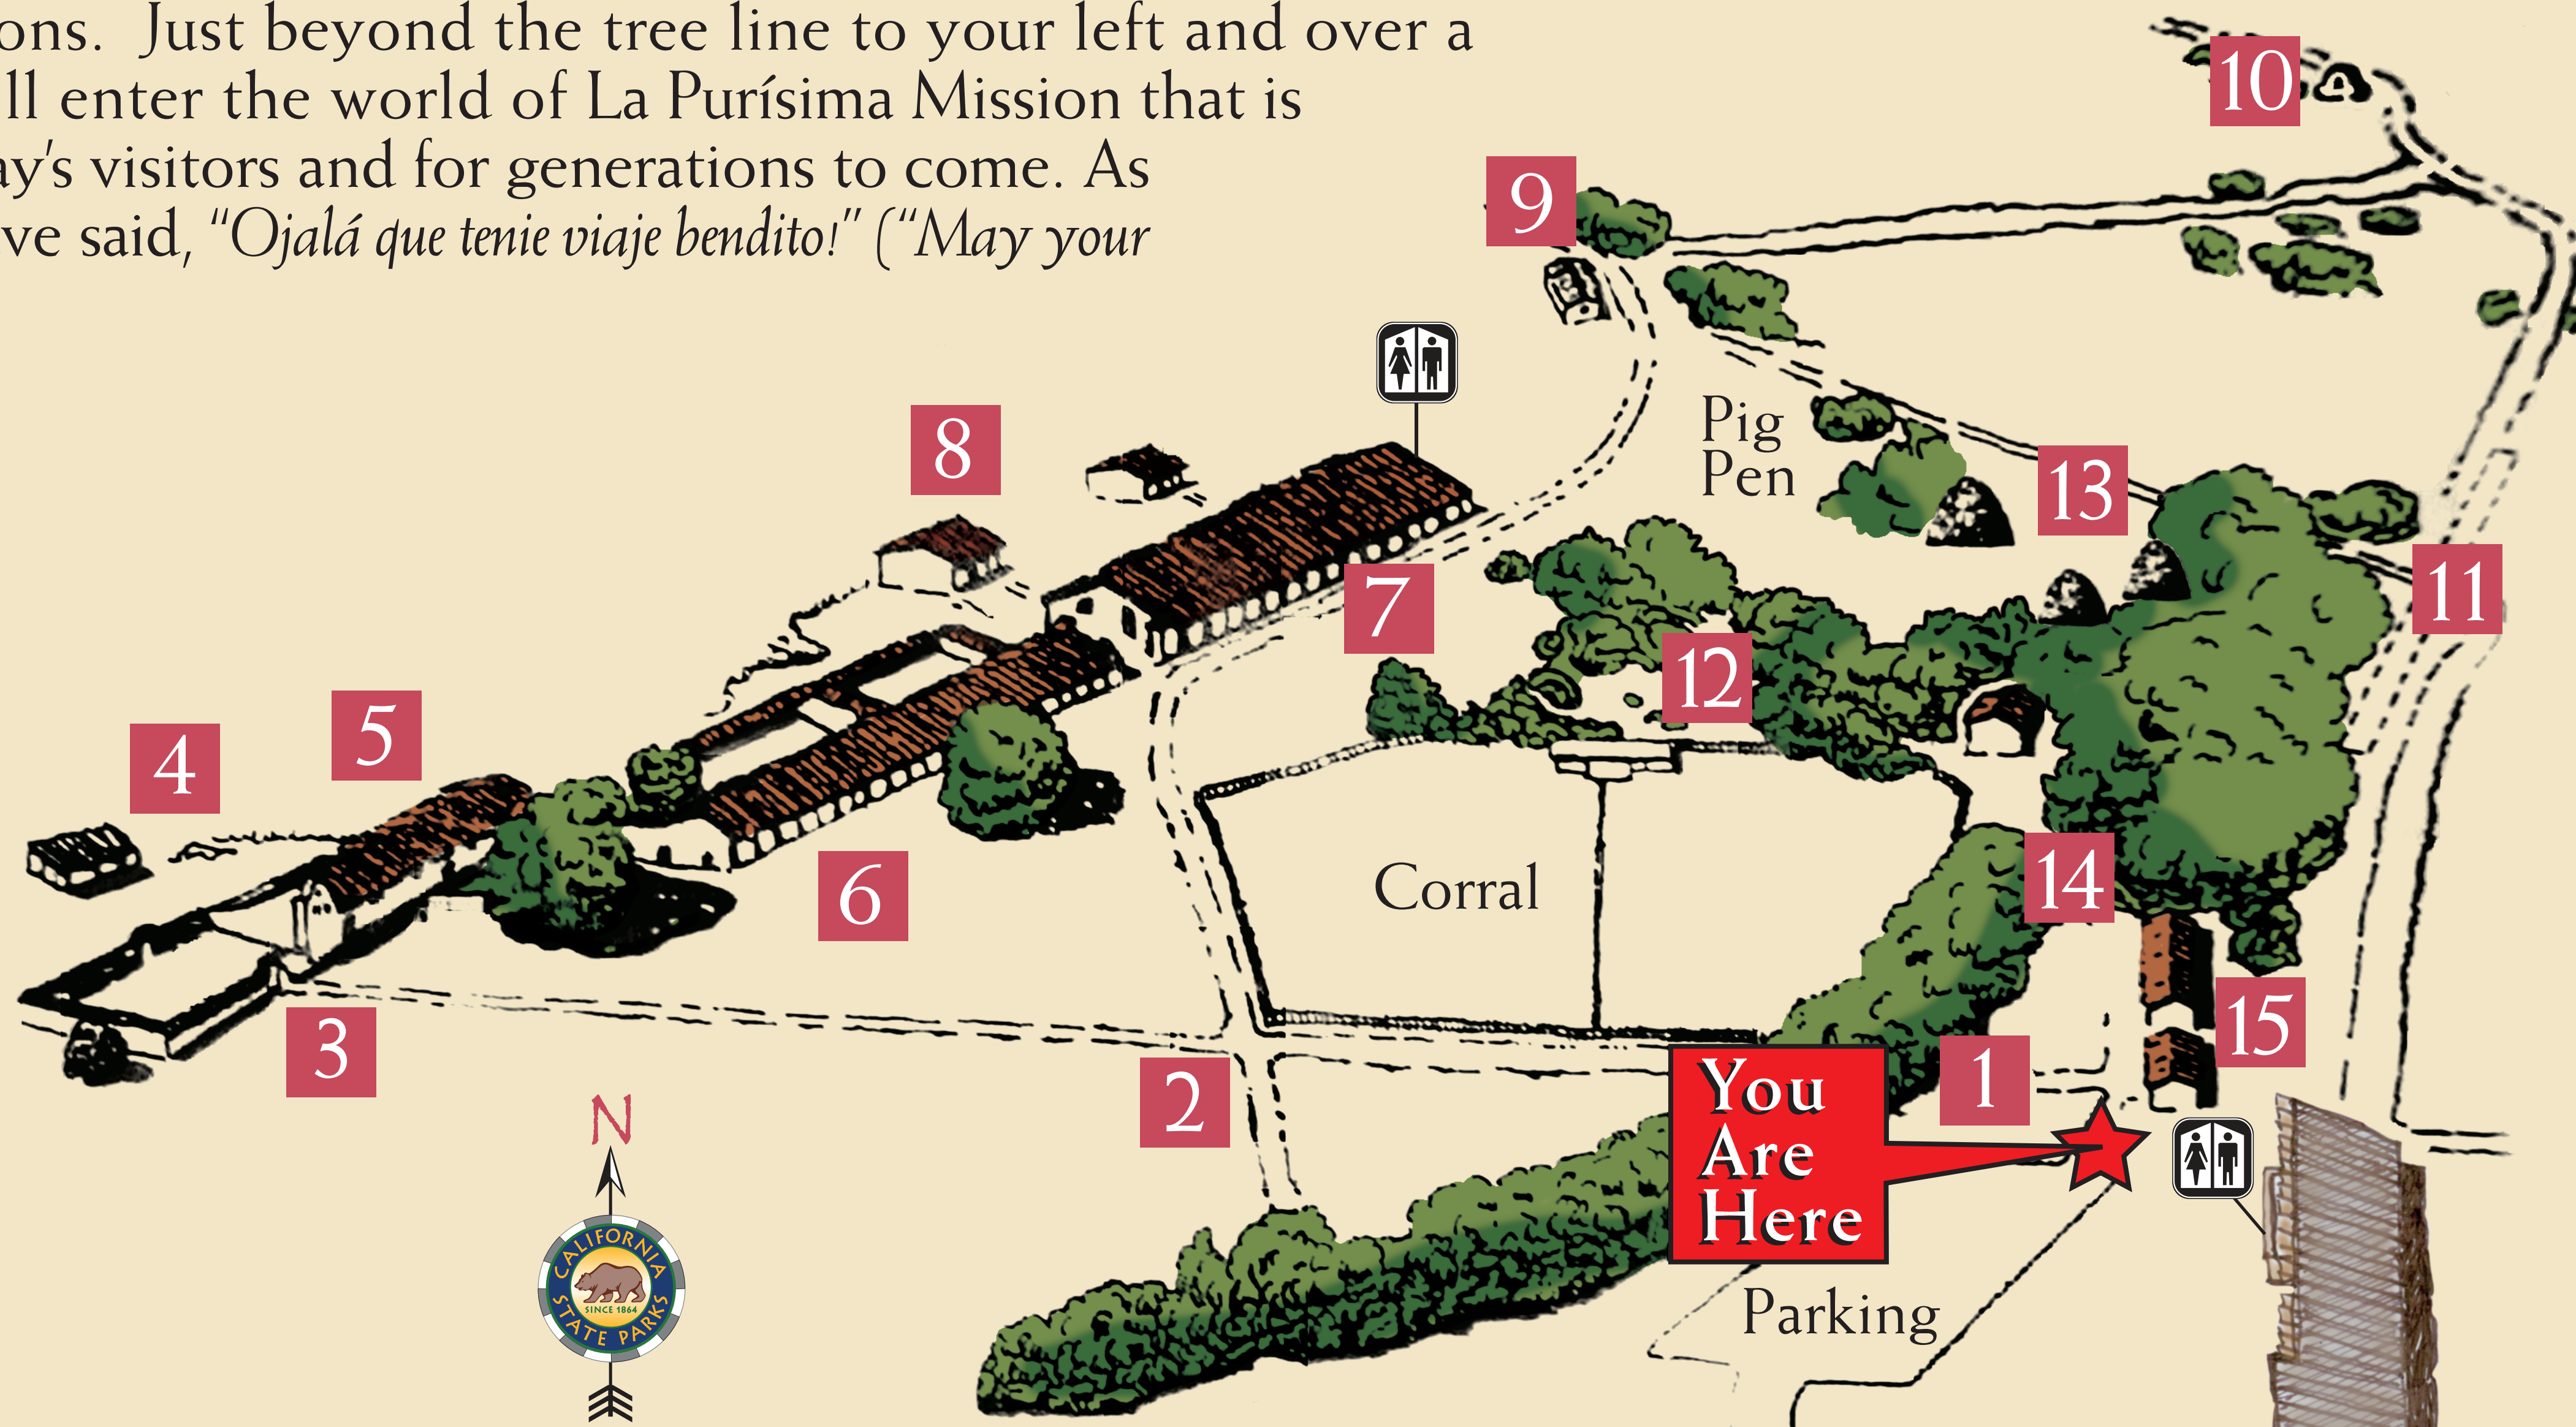 ons. Just beyond the tree line to your left and over a
ll enter the world of La Purísima Mission that is
ay's visitors and for generations to come. As
ve said, “Ojalá que tenie viaje bendito!” (“May your
10
9
8
Pig
Pen
13
11
7
12
5
4
6
Corral
14
15
3
2
1
You
Are
Here
N
CALIFORNIA
SINCE 1864
STATE PARKS
Parking